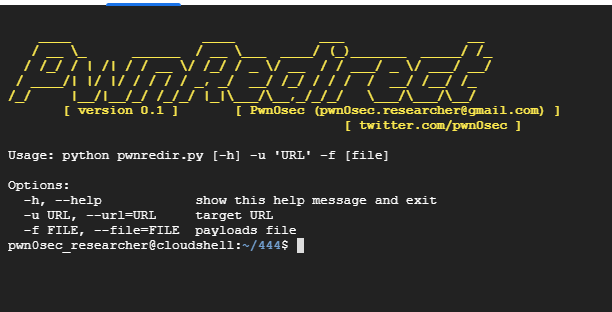 PwnRedirect
[ version 0.1 ] [ Pwn0sec (pwn0sec.researcher@gmail.com) ]
[ twitter.com/pwn0sec ]
Usage: python pwnredir.py [-h] -u 'URL' -f [file]
Options:
-h, --help show this help message and exit
-u URL, --url=URL target URL
-f FILE, --file=FILE payloads file
pwn0sec_researcher@cloudshell:~/444$